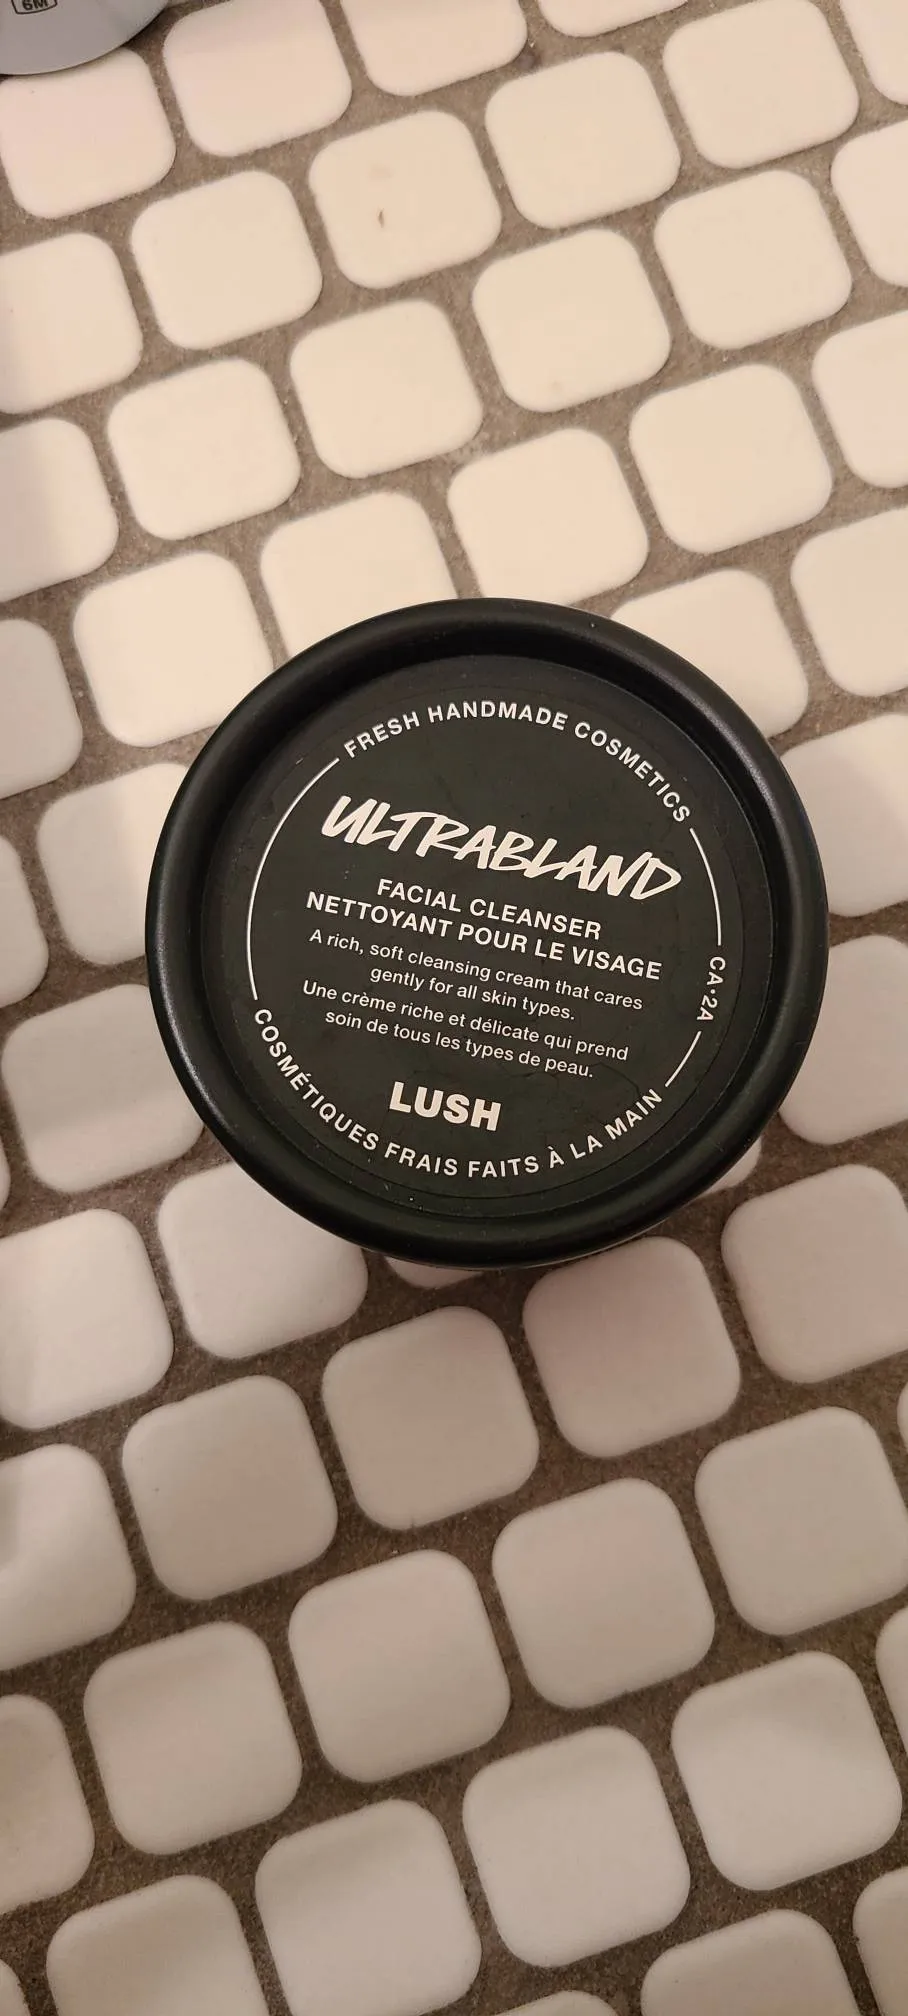 6M
FRESH HANDMADE COSMETICS
ULTRABLAND
FACIAL CLEANSER
NETTOYANT POUR LE VISAGE
A rich, soft cleansing cream that cares
gently for all skin types.
Une crème riche et délicate qui prend
soin de tous les types de peau.
LUSH
CA•2A
COSMÉTIQUES FRAIS FAITS À LA MAIN